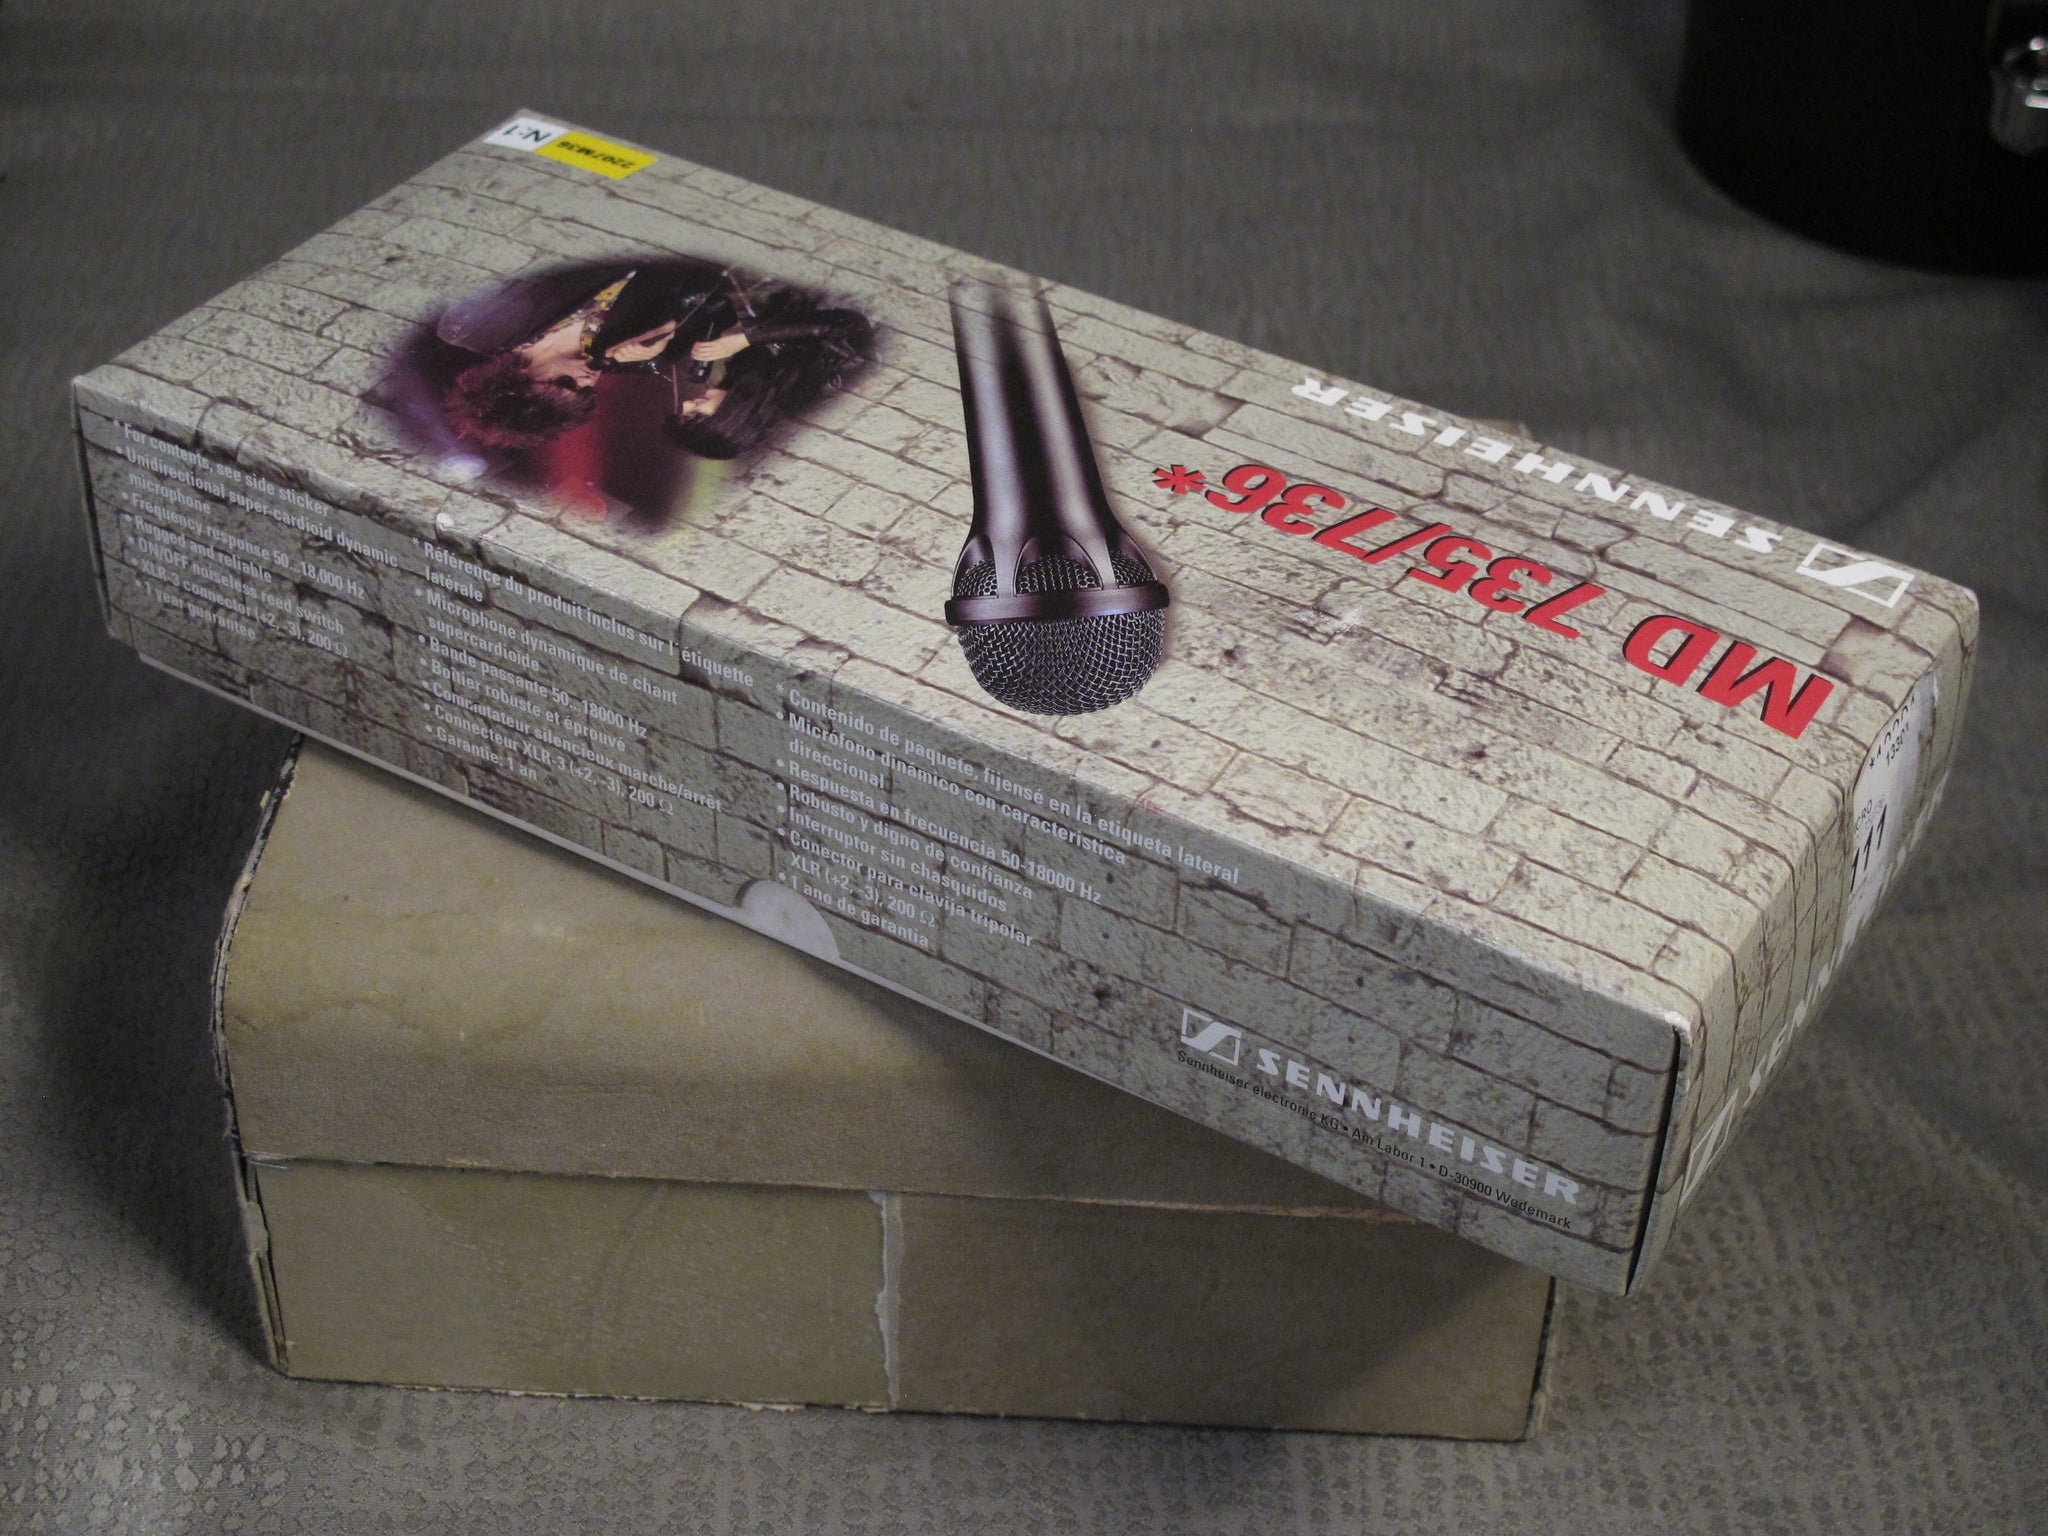 N:1
2207M36
SENNHEISER
MD 735/736*
* For contents, see side sticker
• Unidirectional super-cardioid dynamic
microphone
• Frequency response 50...18,000 Hz
• Rugged and reliable
• ON/OFF noiseless reed switch
• XLR-3 connector (+2, -3), 200 Ω
• 1 year guarantee
* Référence du produit inclus sur l'étiquette
latérale
• Microphone dynamique de chant
supercardioïde
• Bande passante 50...18000 Hz
• Boîtier robuste et éprouvé
• Commutateur silencieux marche/arrêt
• Connecteur XLR-3 (+2, -3), 200 Ω
• Garantie: 1 an
* Contenido de paquete, fijensé en la etiqueta lateral
• Micrófono dinámico con característica
direccional
• Respuesta en frecuencia 50-18000 Hz
• Robusto y digno de confianza
• Interruptor sin chasquidos
• Conector para clavija tripolar
XLR (+2, -3), 200 Ω
• 1 ano de garantia
SENNHEISER
Sennheiser electronic KG • Am Labor 1 • D-30900 Wedemark